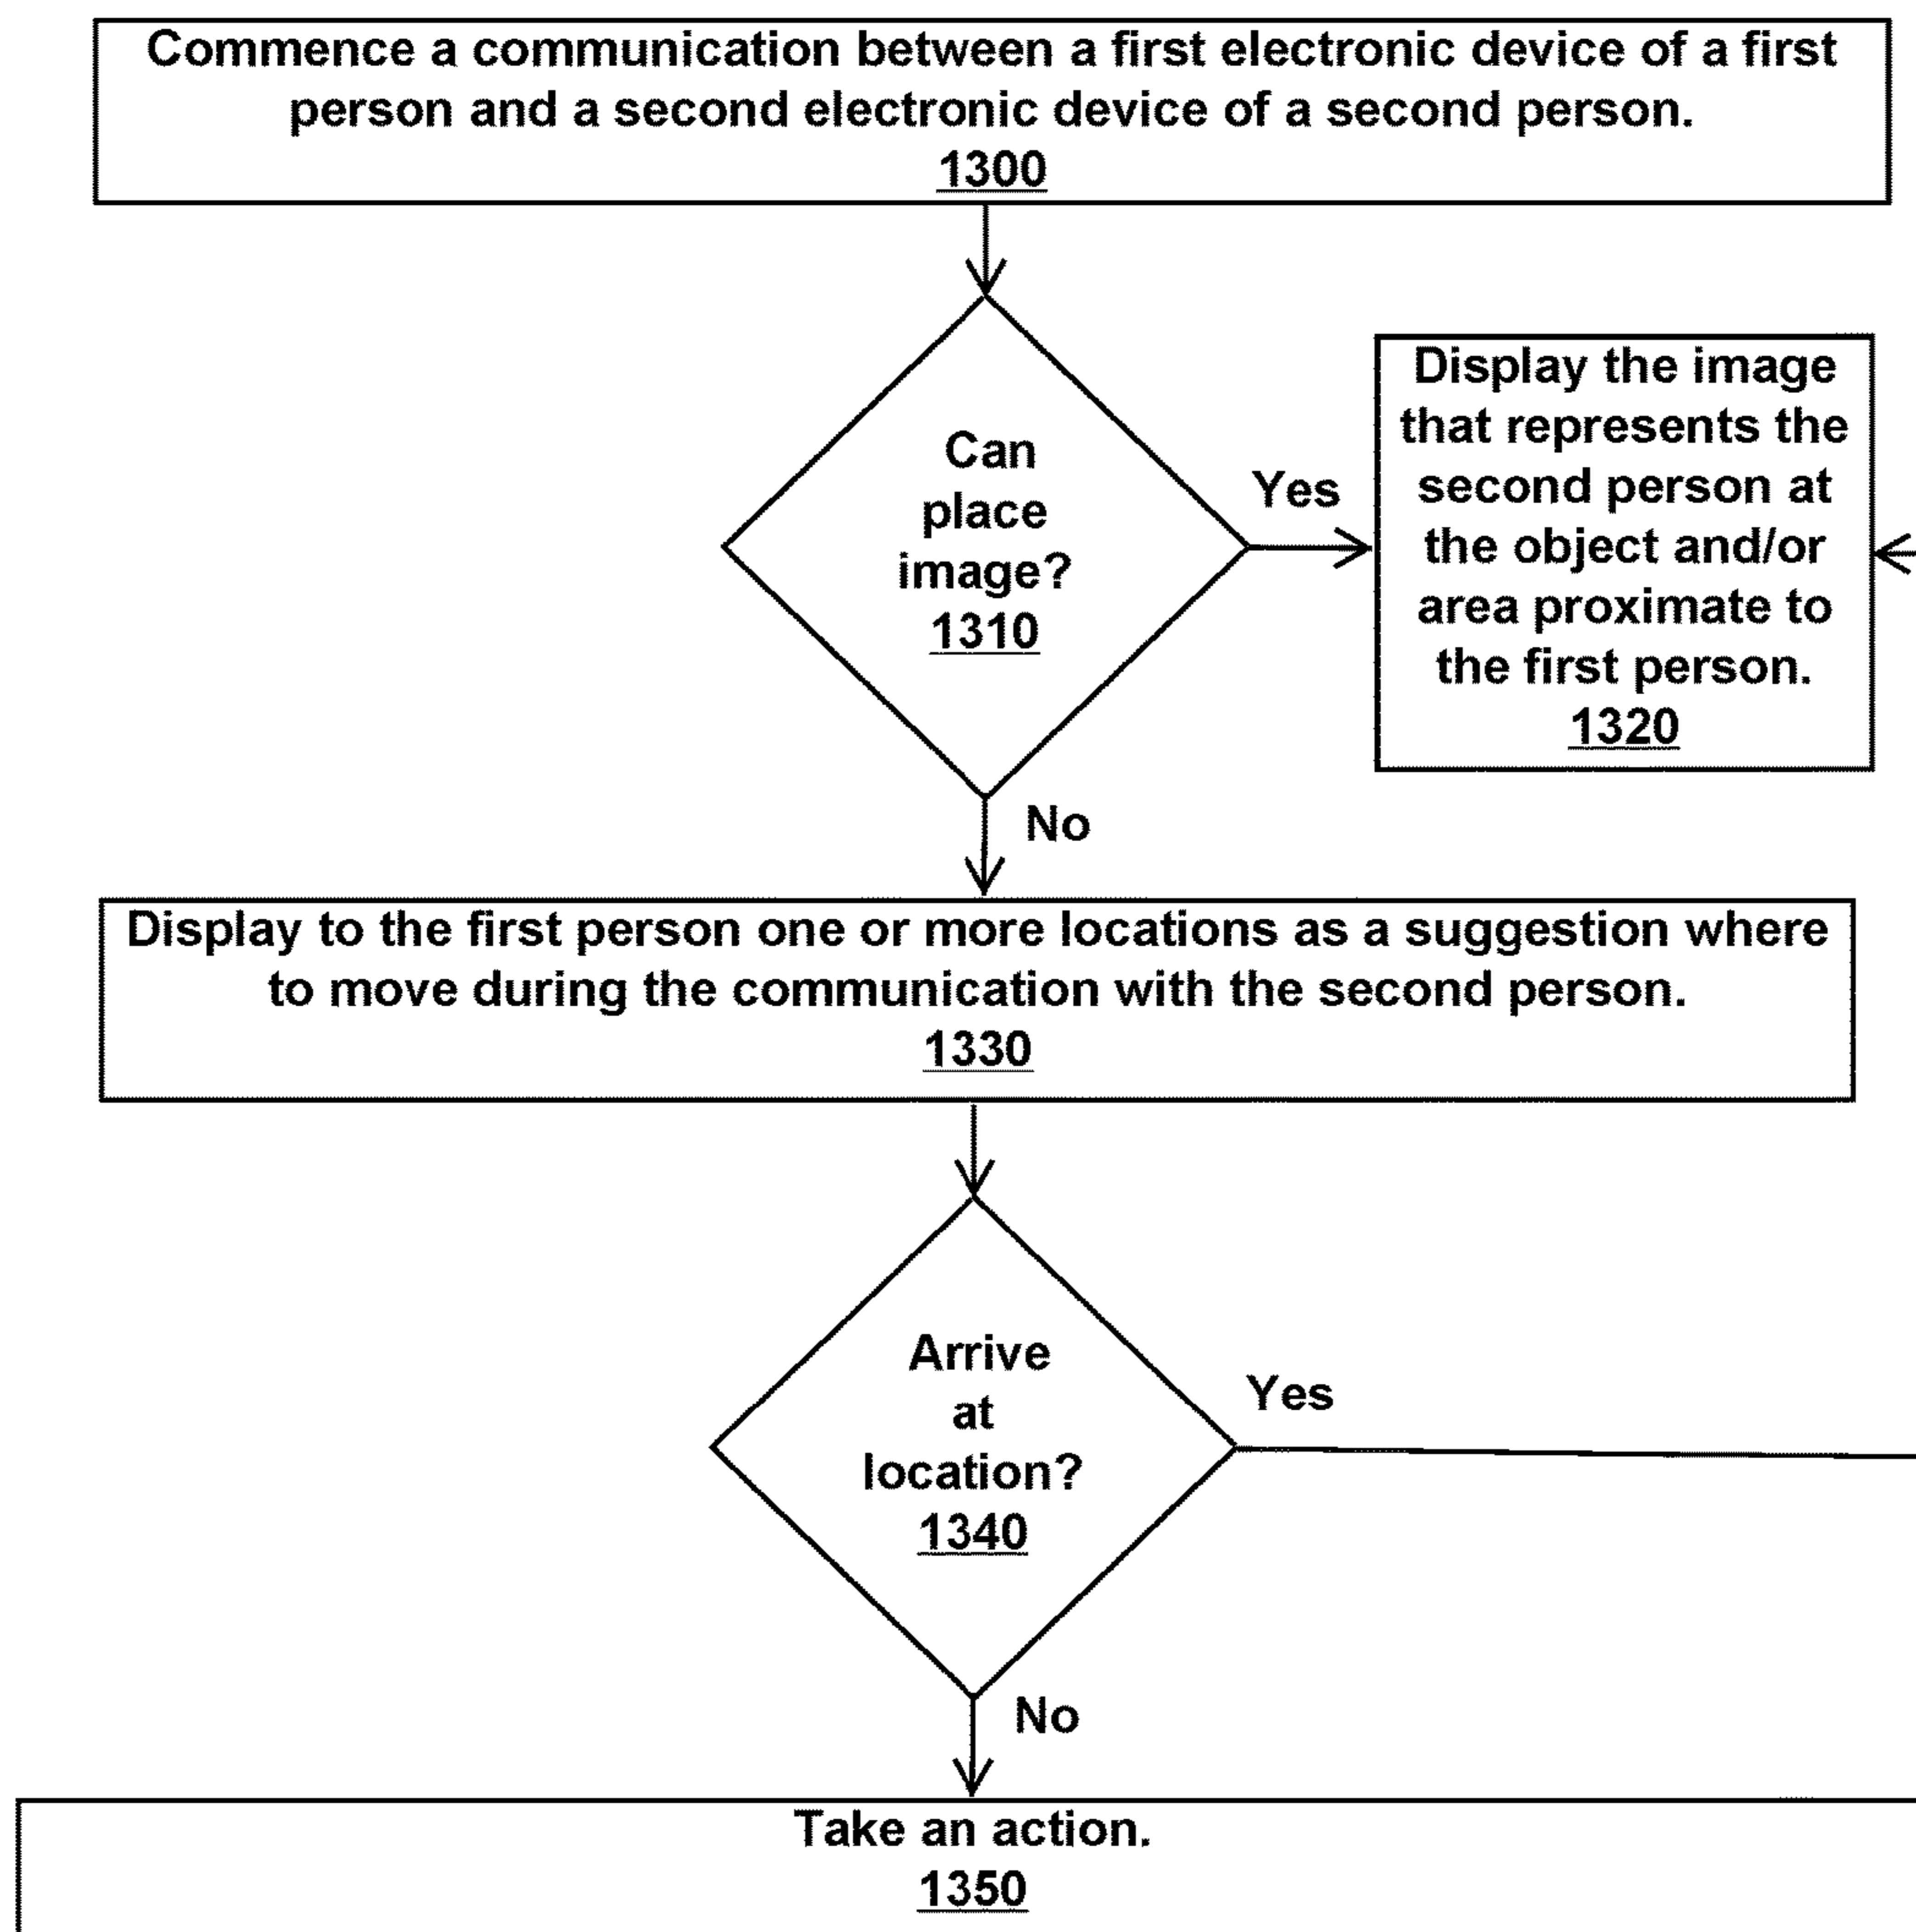 Commence a communication between a first electronic device of a first
person and a second electronic device of a second person.
1300
Can
place
image?
1310
Yes
Display the image
that represents the
second person at
the object and/or
area proximate to
the first person.
1320
No
Display to the first person one or more locations as a suggestion where
to move during the communication with the second person.
1330
Arrive
at
location?
1340
Yes
No
Take an action.
1350